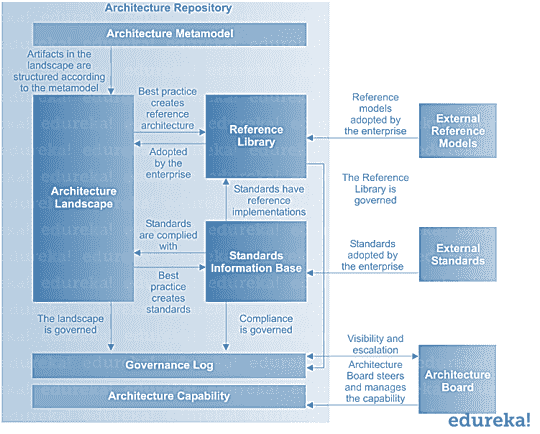 Architecture Repository
Architecture Metamodel
Artifacts in the
landscape are
structured according
to the metamodel
Best practice
creates
reference
architecture
Reference
Library
Reference
models
adopted by
the enterprise
External
Reference
Models
Adopted by
the enterprise
Architecture
Landscape
The Reference
Library is
governed
Standards have
reference
implementations
Standards
are complied
with
Standards
Information Base
Standards
adopted by
the enterprise
External
Standards
Best
practice
creates
standards
The landscape
is governed
Compliance
is governed
Visibility and
escalation
Governance Log
Architecture
Board steers
and manages
the capability
Architecture
Board
Architecture Capability
edureka!